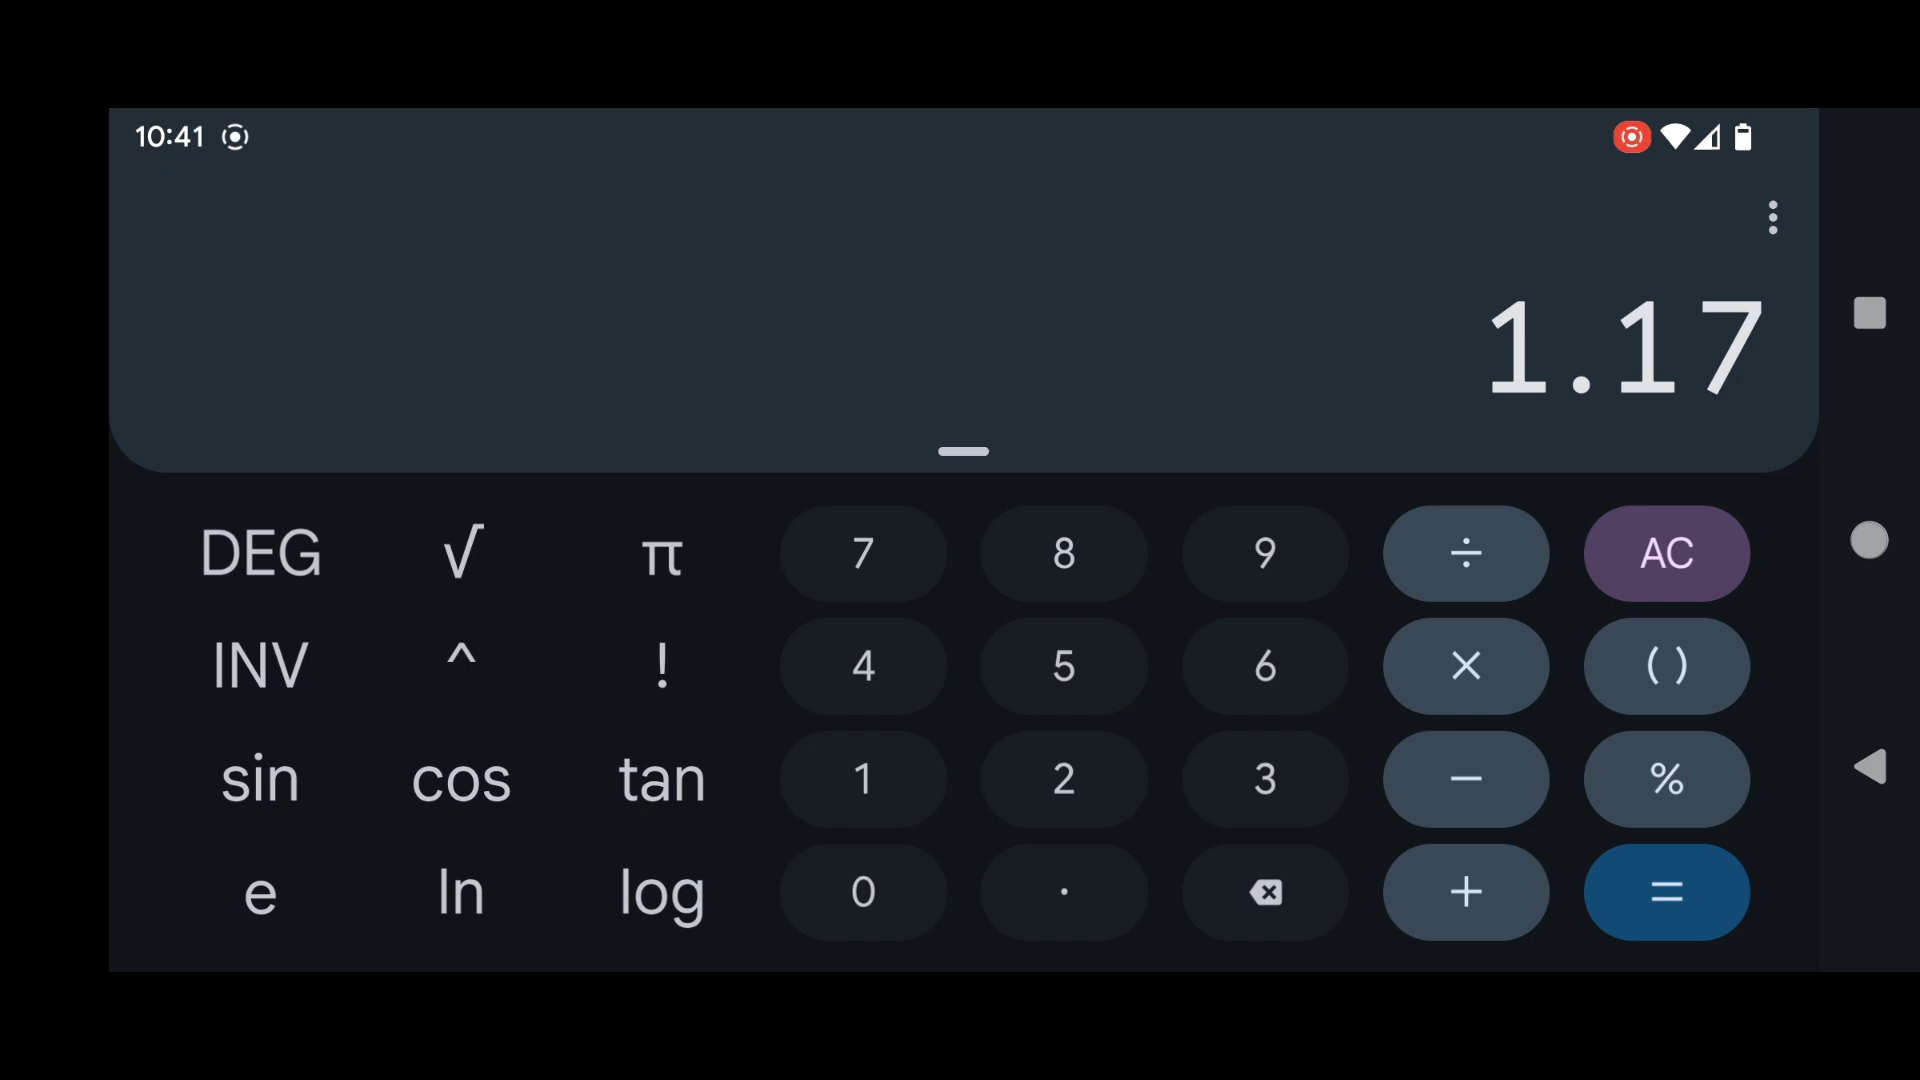 10:41
1.17
DEG √ π 7 8 9 ÷ AC
INV ^ ! 4 5 6 × ( )
sin cos tan 1 2 3 − %
e ln log 0 . + =